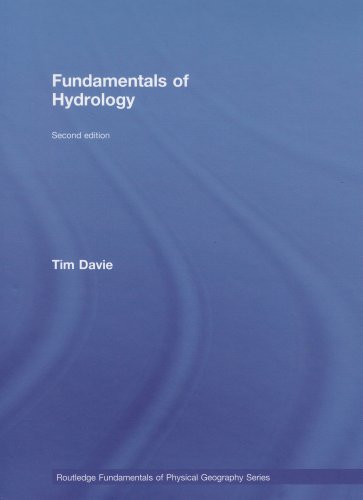 Fundamentals of
Hydrology
Second edition
Tim Davie
Routledge Fundamentals of Physical Geography Series